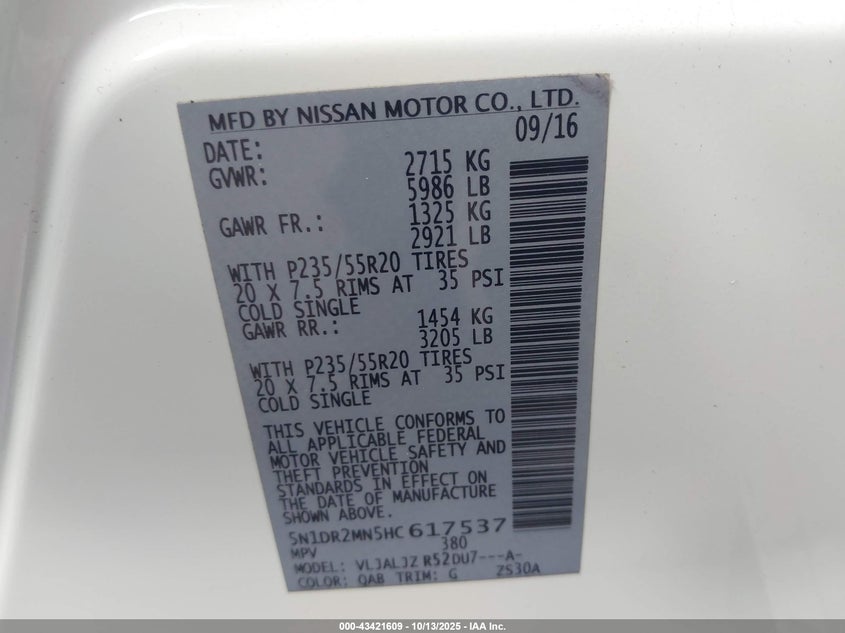 MFD BY NISSAN MOTOR CO., LTD.
DATE: 09/16
GVWR: 2715 KG
5986 LB
GAWR FR.: 1325 KG
2921 LB
WITH P235/55R20 TIRES
20 X 7.5 RIMS AT 35 PSI
COLD SINGLE
GAWR RR.: 1454 KG
3205 LB
WITH P235/55R20 TIRES
20 X 7.5 RIMS AT 35 PSI
COLD SINGLE
THIS VEHICLE CONFORMS TO
ALL APPLICABLE FEDERAL
MOTOR VEHICLE SAFETY AND
THEFT PREVENTION
STANDARDS IN EFFECT ON
THE DATE OF MANUFACTURE
SHOWN ABOVE.
5N1DR2MN5HC617537
MPV 380
MODEL: VLJALJZ R52DU7---A-
COLOR: QAB TRIM: G ZS30A
000-43421609 - 10/13/2025 - IAA Inc.